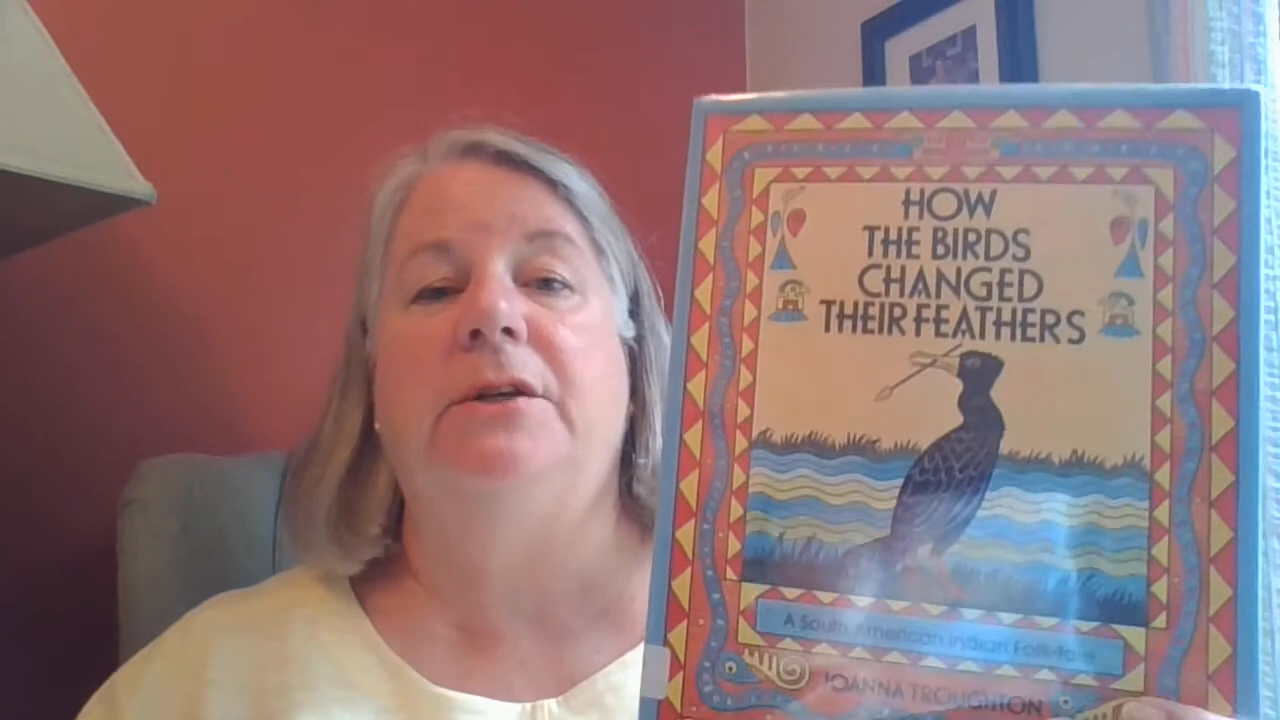 HOW
THE BIRDS
CHANGED
THEIR FEATHERS
A South American Indian Folk-tale
JOANNA TROUGHTON